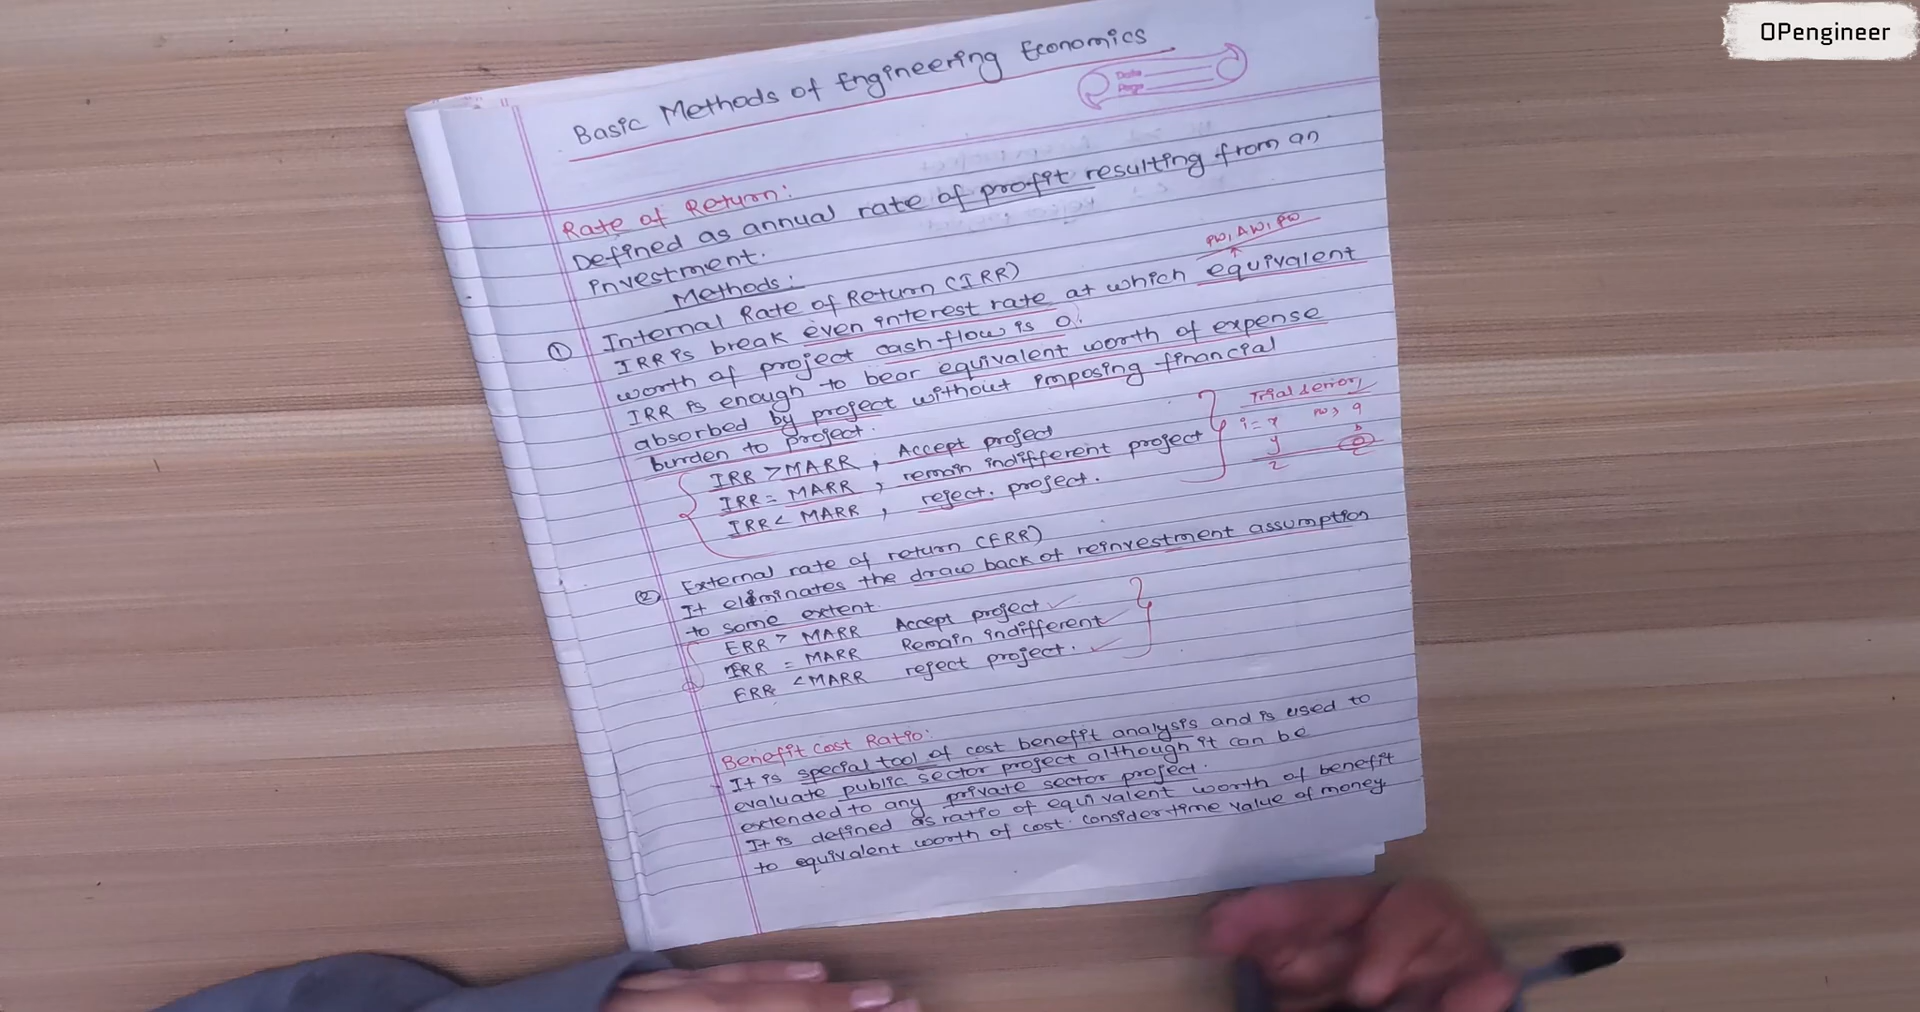 OPengineer
Basic Methods of Engineering Economics
Date
Page
Rate of Return:
Defined as annual rate of profit resulting from an
investment.
Methods:
PW, AW, PW
① Internal Rate of Return (IRR)
IRR is break even interest rate at which equivalent
worth of project cash flow is 0.
IRR is enough to bear equivalent worth of expense
absorbed by project without imposing financial
burden to project.
IRR > MARR, Accept project
IRR = MARR, remain indifferent project
IRR < MARR, reject. project.
Trial & error
i=
y
② External rate of return (ERR)
It eliminates the draw back of reinvestment assumption
to some extent.
ERR > MARR Accept project
ERR = MARR Remain indifferent
ERR < MARR reject project.
Benefit Cost Ratio:
It is special tool of cost benefit analysis and is used to
evaluate public sector project although it can be
extended to any private sector project.
It is defined as ratio of equivalent worth of benefit
to equivalent worth of cost. consider time value of money.